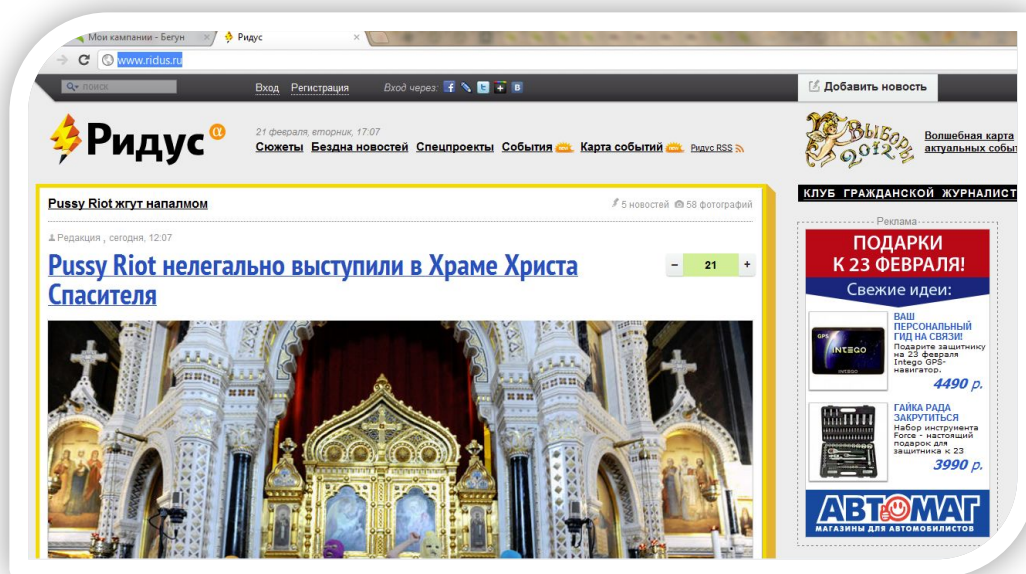 Мои кампании - Бегун
Ридус
www.ridus.ru
поиск
Вход Регистрация Вход через:
Добавить новость
Ридус α
21 февраля, вторник, 17:07
Сюжеты Бездна новостей Спецпроекты События Карта событий Ридус RSS
Выборы 2012
Волшебная карта
актуальных событ
КЛУБ ГРАЖДАНСКОЙ ЖУРНАЛИСТ
Pussy Riot жгут напалмом
5 новостей 58 фотографий
Редакция , сегодня, 12:07
Pussy Riot нелегально выступили в Храме Христа
Спасителя
– 21 +
Реклама
ПОДАРКИ
К 23 ФЕВРАЛЯ!
Свежие идеи:
GPS
INTEGO
INTEGO
ВАШ
ПЕРСОНАЛЬНЫЙ
ГИД НА СВЯЗИ!
Подарите защитнику
на 23 февраля
Intego GPS-
навигатор.
4490 р.
ГАЙКА РАДА
ЗАКРУТИТЬСЯ
Набор инструмента
Force - настоящий
подарок для
защитника к 23
3990 р.
АВТОМАГ
МАГАЗИНЫ ДЛЯ АВТОМОБИЛИСТОВ